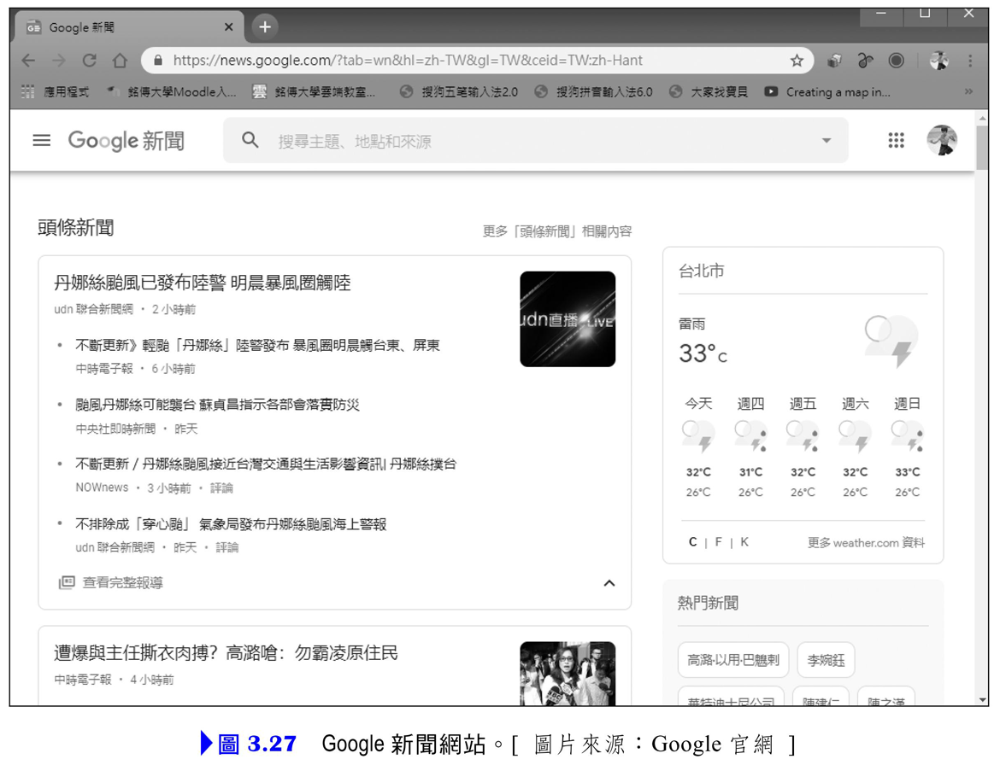 Google 新聞
https://news.google.com/?tab=wn&hl=zh-TW&gl=TW&ceid=TW:zh-Hant
應用程式 銘傳大學Moodle入... 銘傳大學雲端教室... 搜狗五笔输入法2.0 搜狗拼音輸入法6.0 大家找寶貝 Creating a map in... »
Google 新聞 搜尋主題、地點和來源
頭條新聞 更多「頭條新聞」相關內容
丹娜絲颱風已發布陸警 明晨暴風圈觸陸
udn 聯合新聞網 • 2 小時前
udn直播 LIVE
• 不斷更新》輕颱「丹娜絲」陸警發布 暴風圈明晨觸台東、屏東
中時電子報 • 6 小時前
• 颱風丹娜絲可能襲台 蘇貞昌指示各部會落實防災
中央社即時新聞 • 昨天
• 不斷更新 / 丹娜絲颱風接近台灣交通與生活影響資訊| 丹娜絲撲台
NOWnews • 3 小時前 • 評論
• 不排除成「穿心颱」 氣象局發布丹娜絲颱風海上警報
udn 聯合新聞網 • 昨天 • 評論
查看完整報導
遭爆與主任撕衣肉搏？高潞嗆：勿霸凌原住民
中時電子報 • 4 小時前
台北市
雷雨
33°C
今天 週四 週五 週六 週日
32°C 31°C 32°C 32°C 33°C
26°C 26°C 26°C 26°C 26°C
C | F | K 更多 weather.com 資料
熱門新聞
高潞·以用·巴魕剌 李婉鈺
華特迪士尼公司 陳建仁 陳之漢
圖 3.27 Google 新聞網站。[ 圖片來源：Google 官網 ]